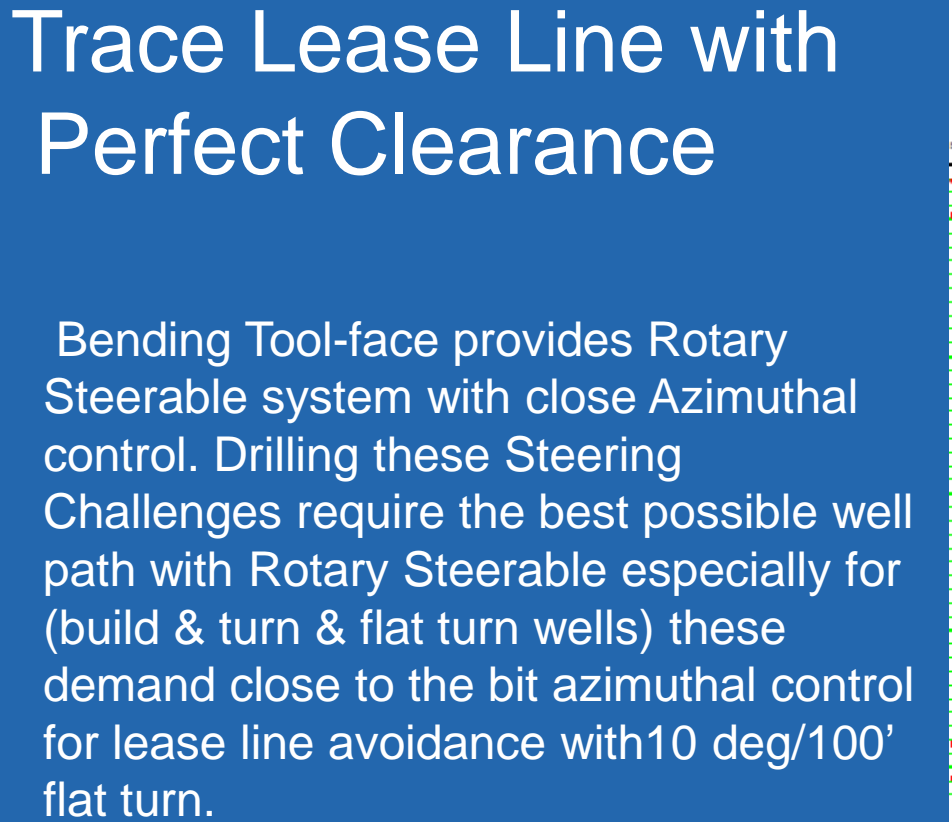 Trace Lease Line with
Perfect Clearance
Bending Tool-face provides Rotary
Steerable system with close Azimuthal
control. Drilling these Steering
Challenges require the best possible well
path with Rotary Steerable especially for
(build & turn & flat turn wells) these
demand close to the bit azimuthal control
for lease line avoidance with10 deg/100’
flat turn.